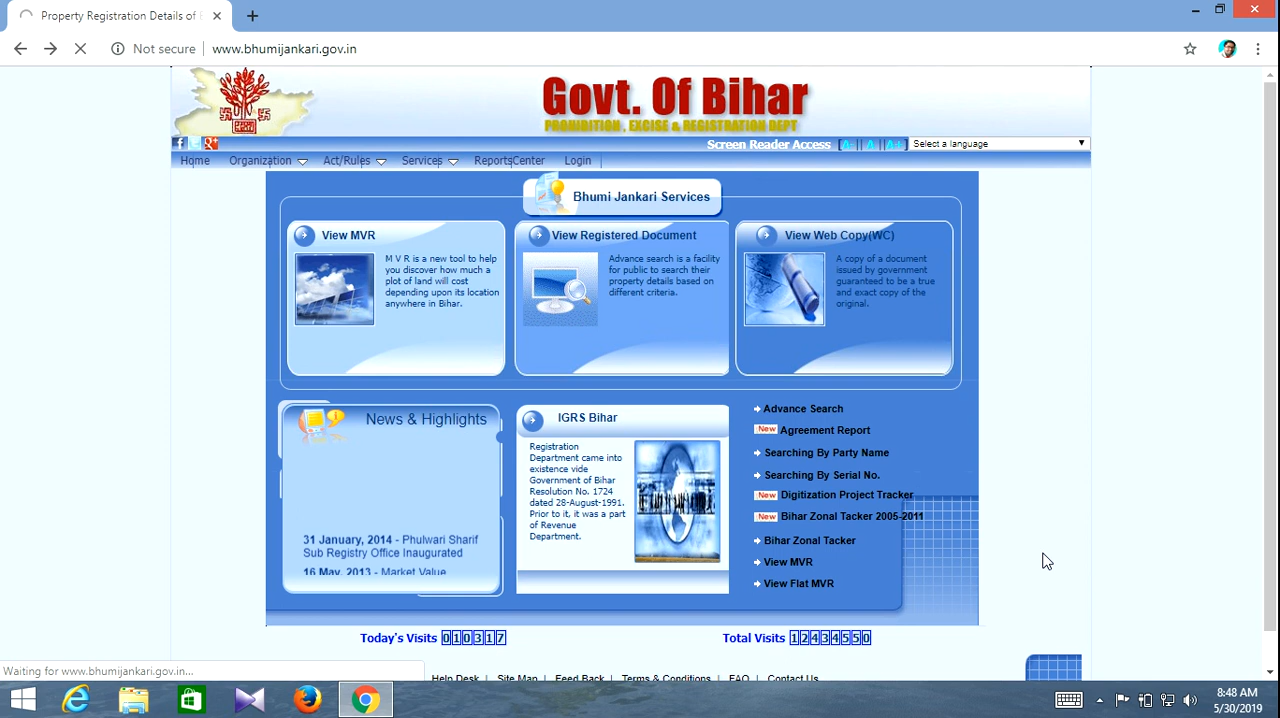 Property Registration Details of
Not secure www.bhumijankari.gov.in
Govt. Of Bihar
PROHIBITION , EXCISE & REGISTRATION DEPT
Screen Reader Access A- A A+ Select a language
Home Organization Act/Rules Services ReportsCenter Login
Bhumi Jankari Services
View MVR
M V R is a new tool to help
you discover how much a
plot of land will cost
depending upon its location
anywhere in Bihar.
View Registered Document
Advance search is a facility
for public to search their
property details based on
different criteria.
View Web Copy(WC)
A copy of a document
issued by government
guaranteed to be a true
and exact copy of the
original.
News & Highlights
31 January, 2014 - Phulwari Sharif
Sub Registry Office Inaugurated
16 May, 2013 - Market Value
IGRS Bihar
Registration
Department came into
existence vide
Government of Bihar
Resolution No. 1724
dated 28-August-1991.
Prior to it, it was a part
of Revenue
Department.
Advance Search
New Agreement Report
Searching By Party Name
Searching By Serial No.
New Digitization Project Tracker
New Bihar Zonal Tacker 2005-2011
Bihar Zonal Tacker
View MVR
View Flat MVR
Today's Visits 010317
Total Visits 12434550
Waiting for www.bhumijankari.gov.in...
Help Desk Site Map Feed Back Terms & Conditions FAQ Contact Us
8:48 AM
5/30/2019